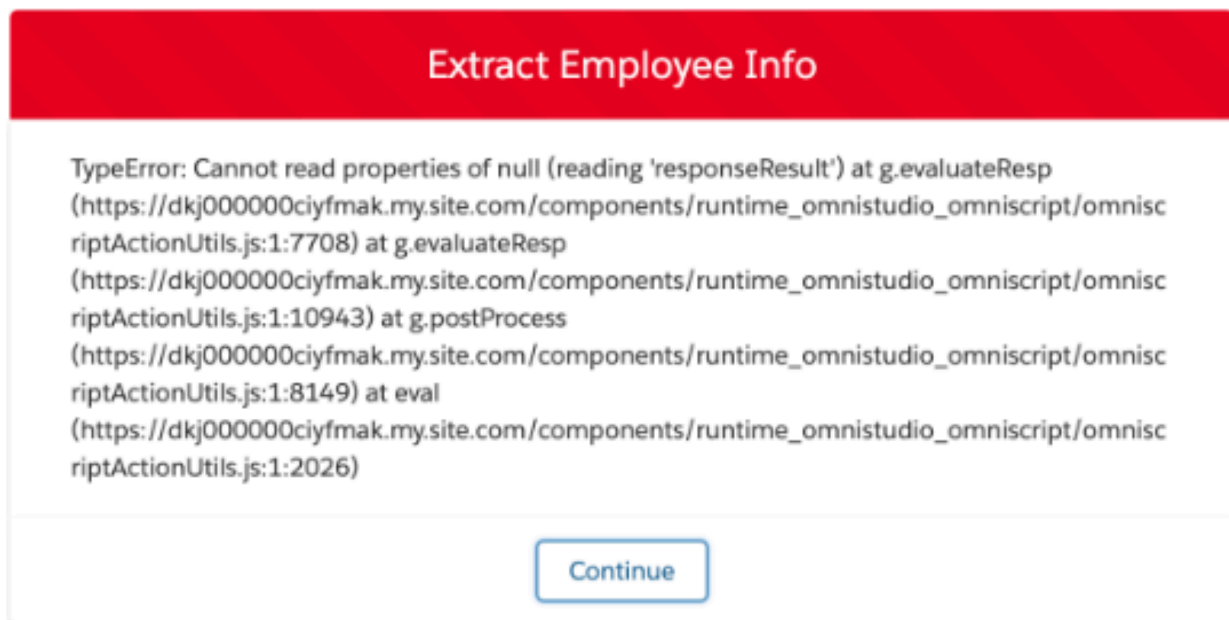 Extract Employee Info
TypeError: Cannot read properties of null (reading 'responseResult') at g.evaluateResp
(https://dkj000000ciyfmak.my.site.com/components/runtime_omnistudio_omniscript/omnisc
riptActionUtils.js:1:7708) at g.evaluateResp
(https://dkj000000ciyfmak.my.site.com/components/runtime_omnistudio_omniscript/omnisc
riptActionUtils.js:1:10943) at g.postProcess
(https://dkj000000ciyfmak.my.site.com/components/runtime_omnistudio_omniscript/omnisc
riptActionUtils.js:1:8149) at eval
(https://dkj000000ciyfmak.my.site.com/components/runtime_omnistudio_omniscript/omnisc
riptActionUtils.js:1:2026)
Continue